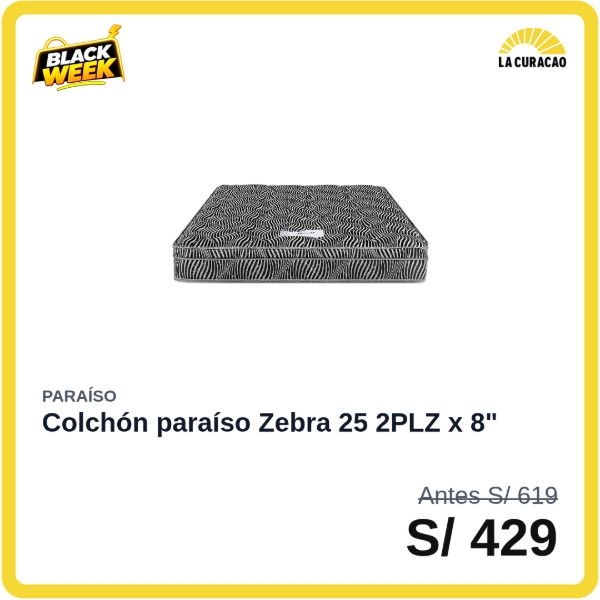 BLACK
WEEK
LA CURACAO
PARAÍSO
Colchón paraíso Zebra 25 2PLZ x 8"
Antes S/ 619
S/ 429